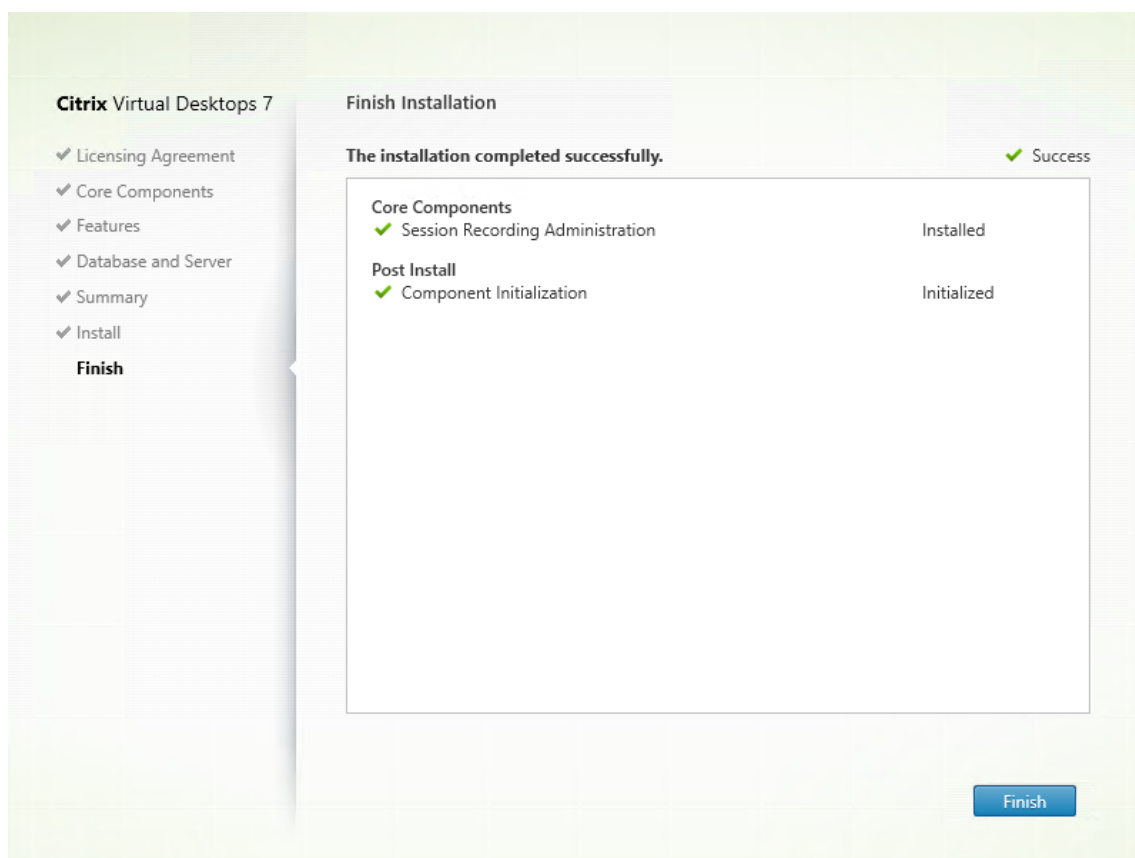 Citrix Virtual Desktops 7
Licensing Agreement
Core Components
Features
Database and Server
Summary
Install
Finish
Finish Installation
The installation completed successfully.
Success
Core Components
Session Recording Administration Installed
Post Install
Component Initialization Initialized
Finish